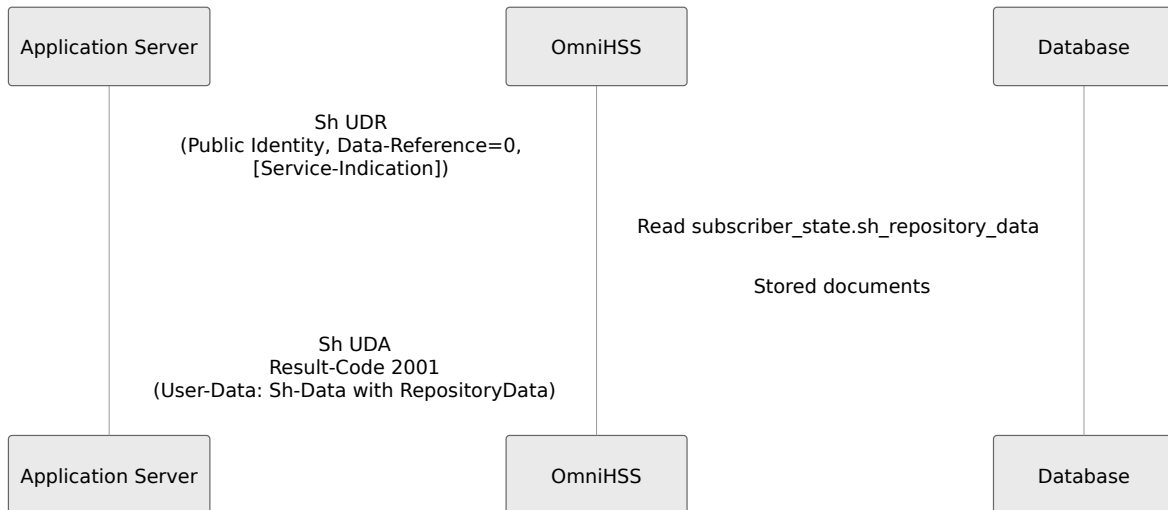 Application Server
OmniHSS
Database
Sh UDR
(Public Identity, Data-Reference=0,
[Service-Indication])
Read subscriber_state.sh_repository_data
Stored documents
Sh UDA
Result-Code 2001
(User-Data: Sh-Data with RepositoryData)
Application Server
OmniHSS
Database